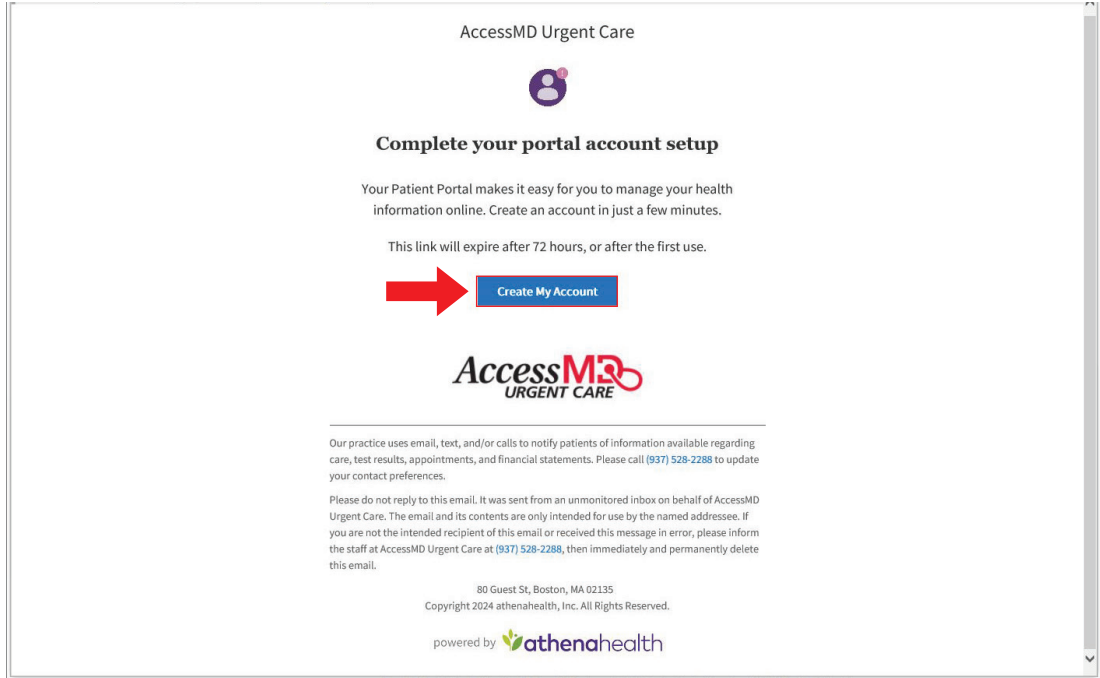 AccessMD Urgent Care
Complete your portal account setup
Your Patient Portal makes it easy for you to manage your health
information online. Create an account in just a few minutes.
This link will expire after 72 hours, or after the first use.
Create My Account
AccessMD
URGENT CARE
Our practice uses email, text, and/or calls to notify patients of information available regarding
care, test results, appointments, and financial statements. Please call (937) 528-2288 to update
your contact preferences.
Please do not reply to this email. It was sent from an unmonitored inbox on behalf of AccessMD
Urgent Care. The email and its contents are only intended for use by the named addressee. If
you are not the intended recipient of this email or received this message in error, please inform
the staff at AccessMD Urgent Care at (937) 528-2288, then immediately and permanently delete
this email.
80 Guest St, Boston, MA 02135
Copyright 2024 athenahealth, Inc. All Rights Reserved.
powered by athenahealth